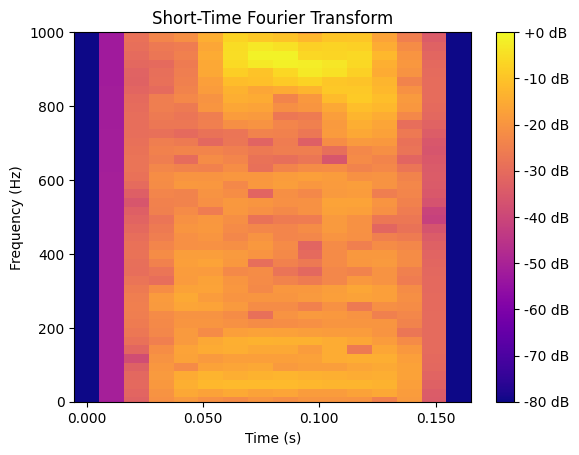 Short-Time Fourier Transform
1000
800
600
400
200
0
Frequency (Hz)
0.000
0.050
0.100
0.150
Time (s)
+0 dB
-10 dB
-20 dB
-30 dB
-40 dB
-50 dB
-60 dB
-70 dB
-80 dB